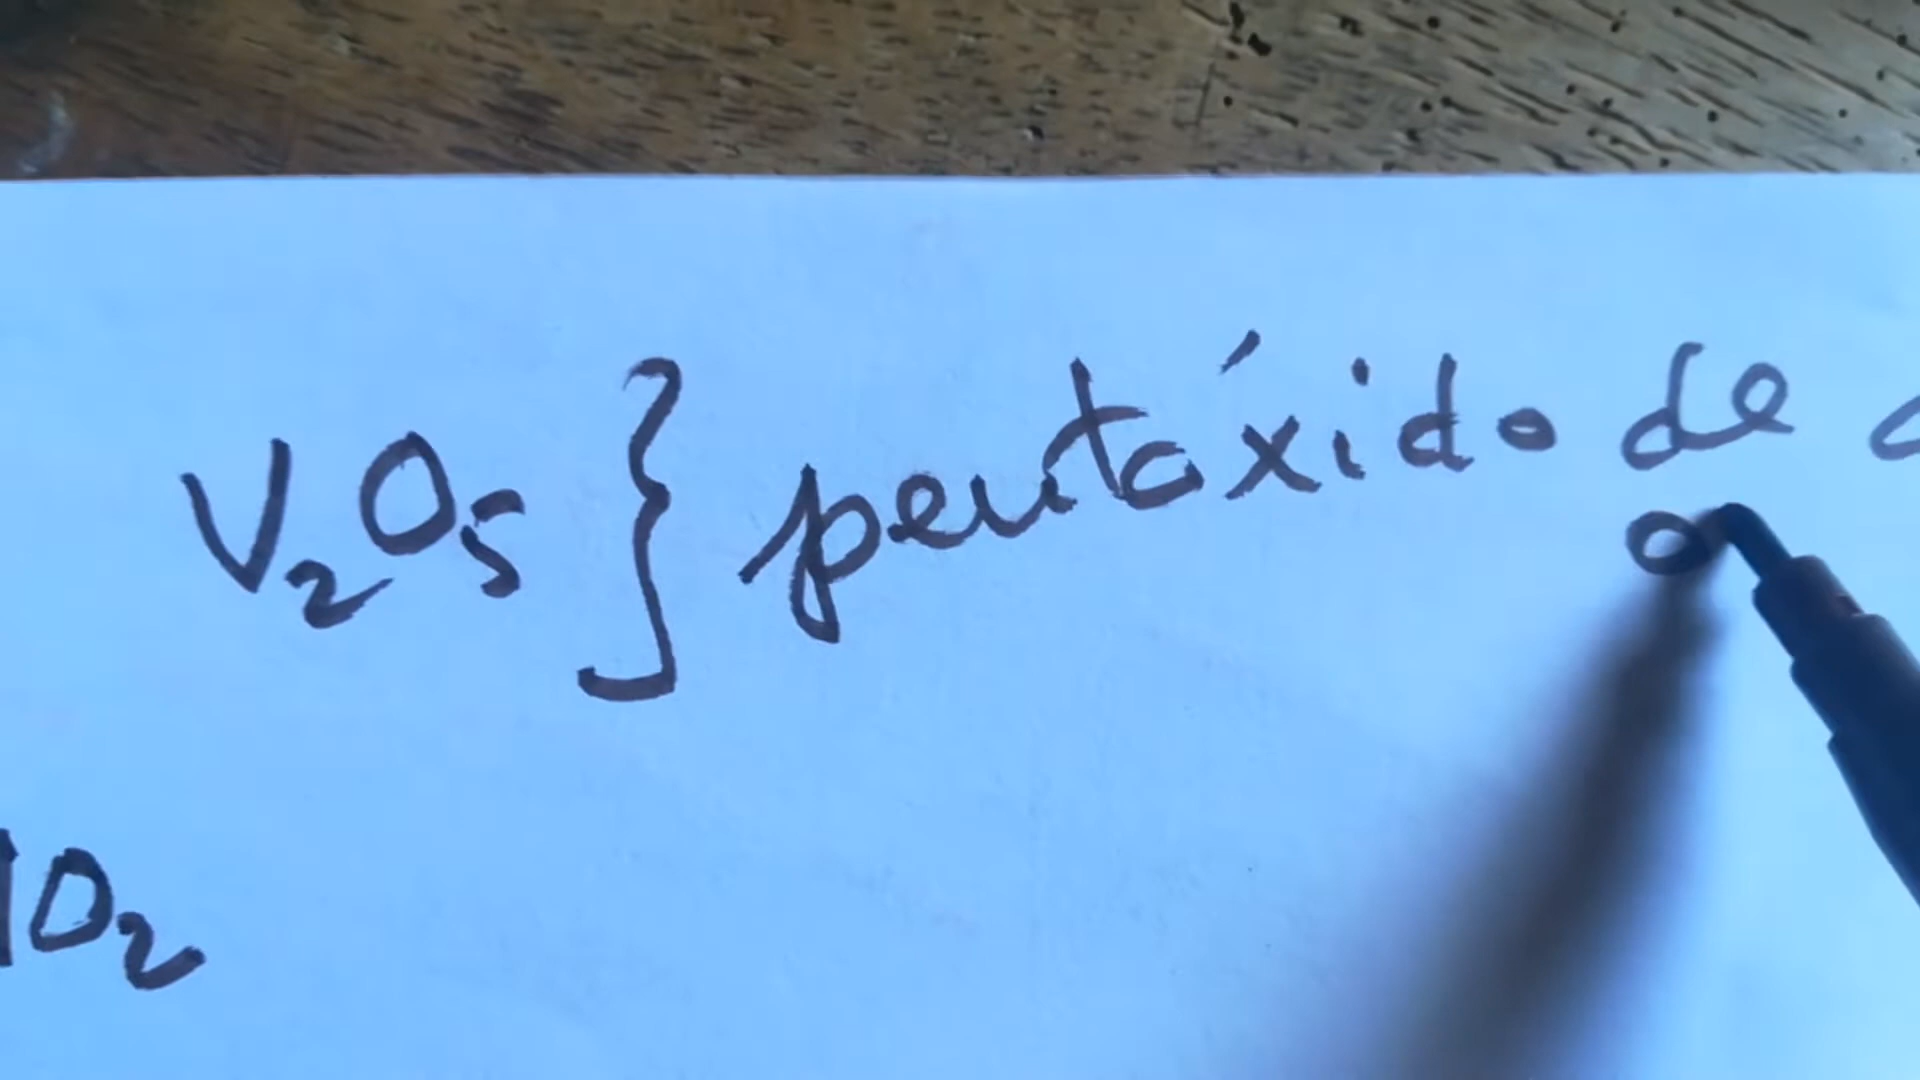 V₂O₅ } pentóxido de
O₂